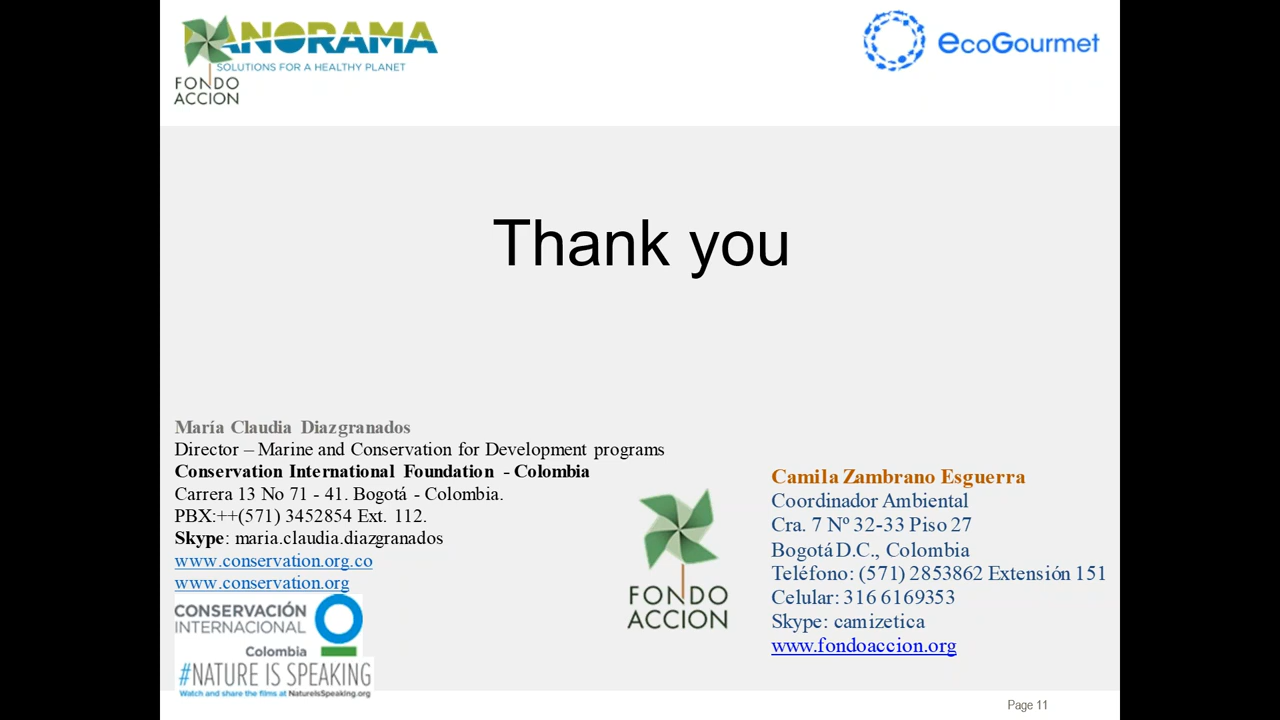 PANORAMA
SOLUTIONS FOR A HEALTHY PLANET
FONDO
ACCION
ecoGourmet
Thank you
María Claudia Diazgranados
Director – Marine and Conservation for Development programs
Conservation International Foundation - Colombia
Carrera 13 No 71 - 41. Bogotá - Colombia.
PBX:++(571) 3452854 Ext. 112.
Skype: maria.claudia.diazgranados
www.conservation.org.co
www.conservation.org
CONSERVACIÓN
INTERNACIONAL
Colombia
#NATURE IS SPEAKING
Watch and share the films at NatureIsSpeaking.org
FONDO
ACCION
Camila Zambrano Esguerra
Coordinador Ambiental
Cra. 7 Nº 32-33 Piso 27
Bogotá D.C., Colombia
Teléfono: (571) 2853862 Extensión 151
Celular: 316 6169353
Skype: camizetica
www.fondoaccion.org
Page 11